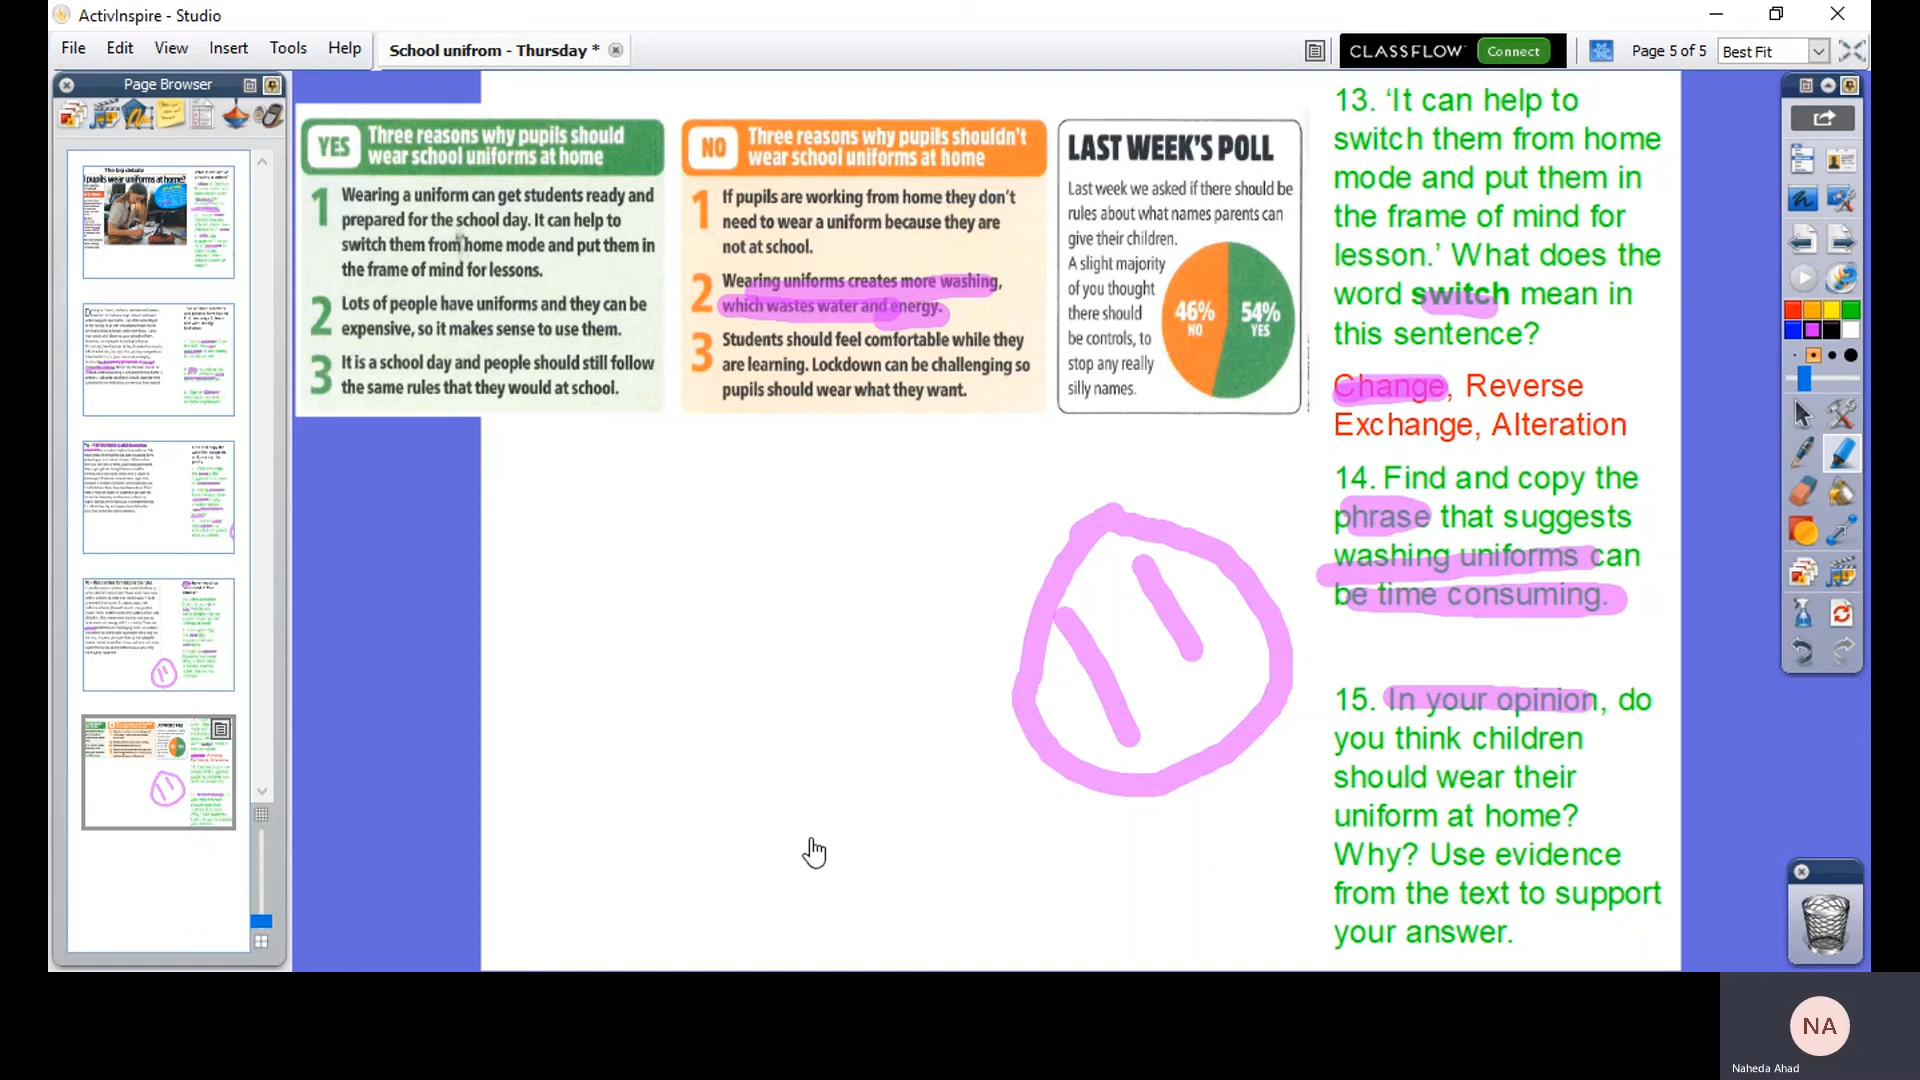 ActivInspire - Studio
File Edit View Insert Tools Help
School unifrom - Thursday *
CLASSFLOW Connect
Page 5 of 5
Best Fit
Page Browser
The big debate
YES
Three reasons why pupils should
wear school uniforms at home
1 Wearing a uniform can get students ready and
prepared for the school day. It can help to
switch them from home mode and put them in
the frame of mind for lessons.
2 Lots of people have uniforms and they can be
expensive, so it makes sense to use them.
3 It is a school day and people should still follow
the same rules that they would at school.
NO
Three reasons why pupils shouldn't
wear school uniforms at home
1 If pupils are working from home they don't
need to wear a uniform because they are
not at school.
2 Wearing uniforms creates more washing,
which wastes water and energy.
3 Students should feel comfortable while they
are learning. Lockdown can be challenging so
pupils should wear what they want.
LAST WEEK'S POLL
Last week we asked if there should be
rules about what names parents can
give their children.
A slight majority
of you thought
there should
be controls, to
stop any really
silly names.
46%
NO
54%
YES
13. ‘It can help to
switch them from home
mode and put them in
the frame of mind for
lesson.’ What does the
word switch mean in
this sentence?
Change, Reverse
Exchange, Alteration
14. Find and copy the
phrase that suggests
washing uniforms can
be time consuming.
15. In your opinion, do
you think children
should wear their
uniform at home?
Why? Use evidence
from the text to support
your answer.
NA
Naheda Ahad